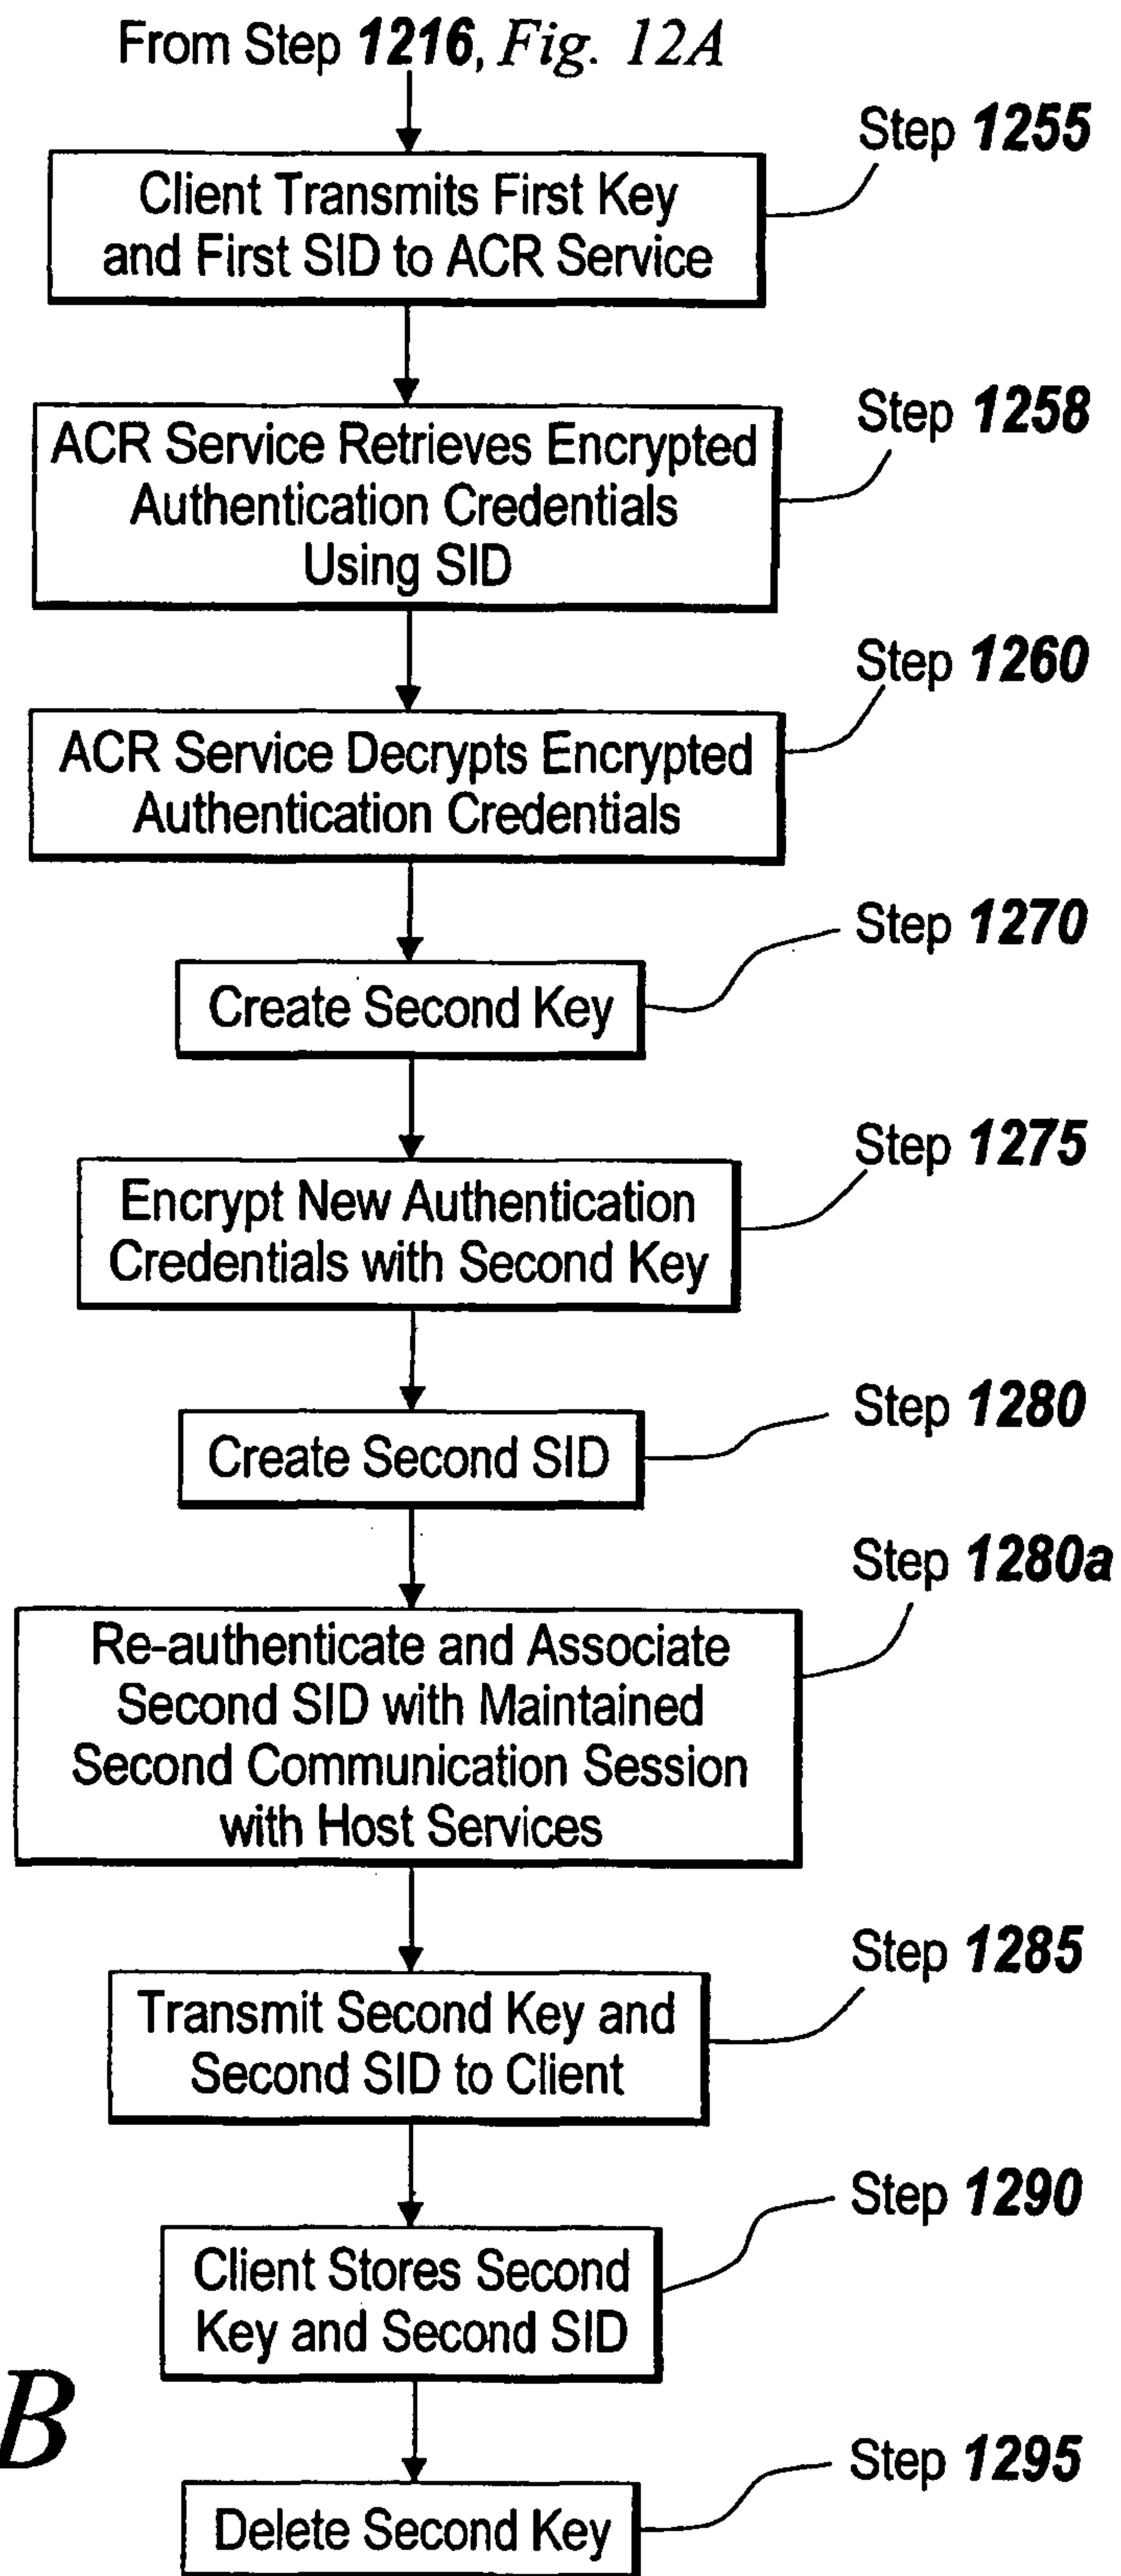 From Step 1216, Fig. 12A
Step 1255
Client Transmits First Key
and First SID to ACR Service
Step 1258
ACR Service Retrieves Encrypted
Authentication Credentials
Using SID
Step 1260
ACR Service Decrypts Encrypted
Authentication Credentials
Step 1270
Create Second Key
Step 1275
Encrypt New Authentication
Credentials with Second Key
Step 1280
Create Second SID
Step 1280a
Re-authenticate and Associate
Second SID with Maintained
Second Communication Session
with Host Services
Step 1285
Transmit Second Key and
Second SID to Client
Step 1290
Client Stores Second
Key and Second SID
B
Step 1295
Delete Second Key